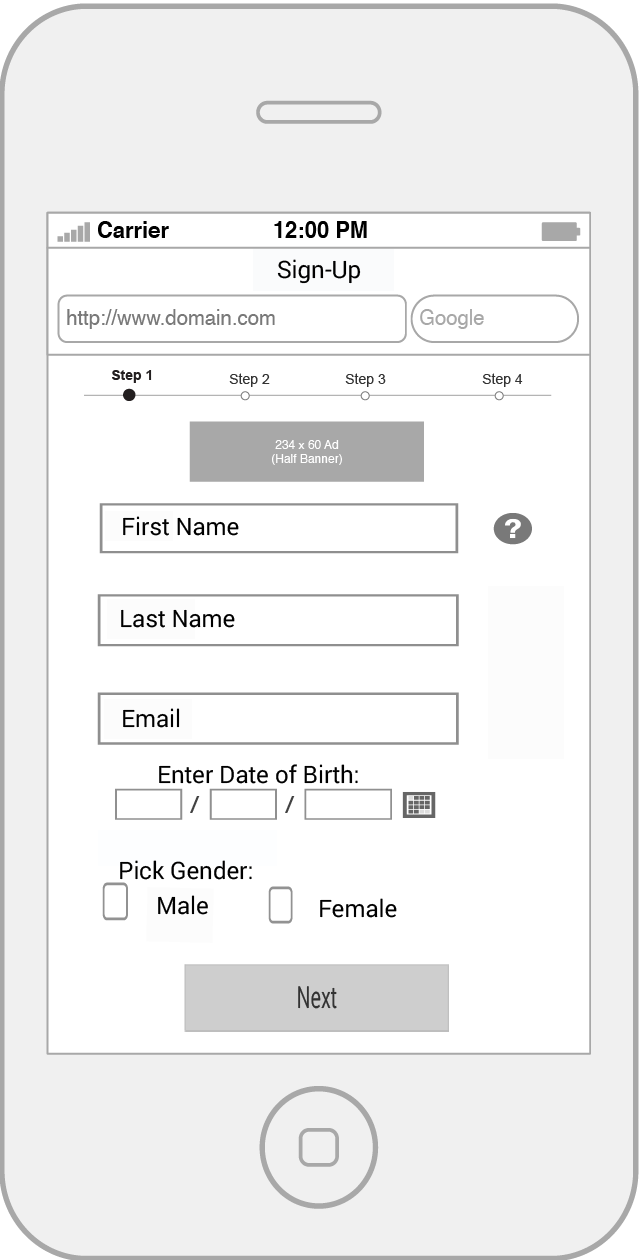 Carrier 12:00 PM
Sign-Up
http://www.domain.com Google
Step 1 Step 2 Step 3 Step 4
234 x 60 Ad
(Half Banner)
First Name ?
Last Name
Email
Enter Date of Birth:
/ /
Pick Gender:
Male Female
Next